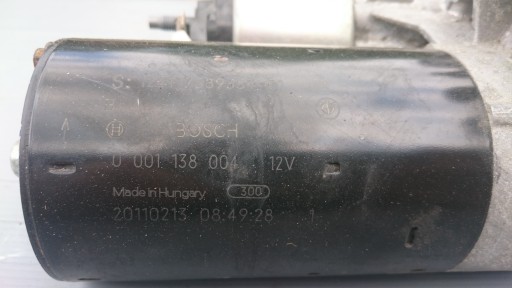 S:
BOSCH
0 001 138 004 12V
Made in Hungary 300
20110213 08:49:28 1